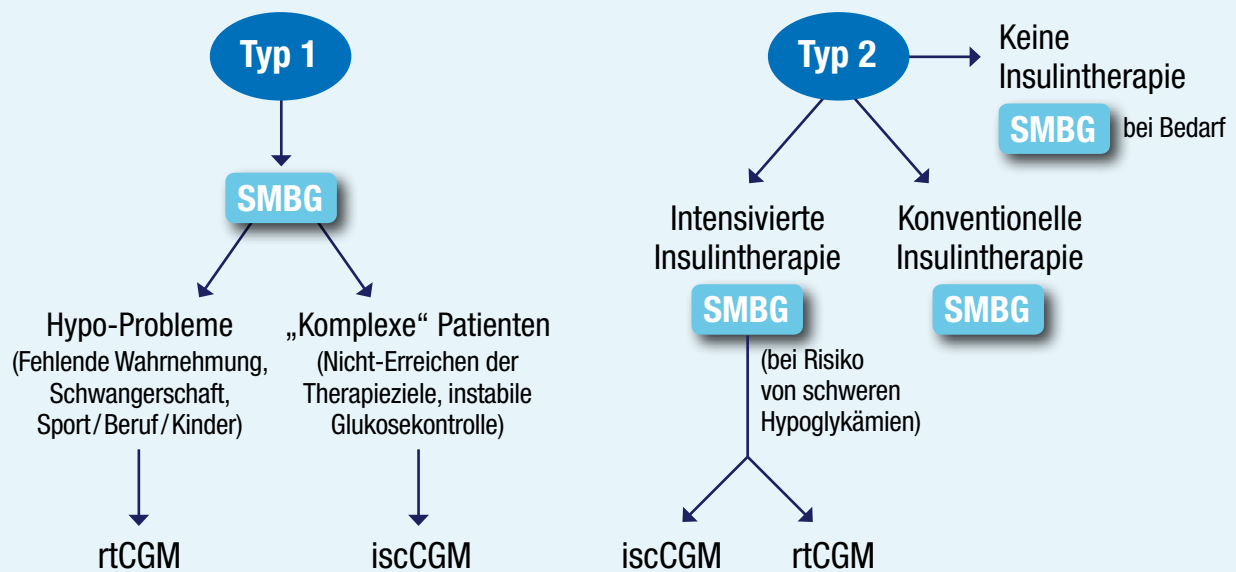 Typ 1
SMBG
Hypo-Probleme
(Fehlende Wahrnehmung,
Schwangerschaft,
Sport / Beruf / Kinder)
rtCGM
„Komplexe“ Patienten
(Nicht-Erreichen der
Therapieziele, instabile
Glukosekontrolle)
iscCGM
Typ 2
Keine
Insulintherapie
SMBG bei Bedarf
Intensivierte
Insulintherapie
SMBG
(bei Risiko
von schweren
Hypoglykämien)
iscCGM
rtCGM
Konventionelle
Insulintherapie
SMBG